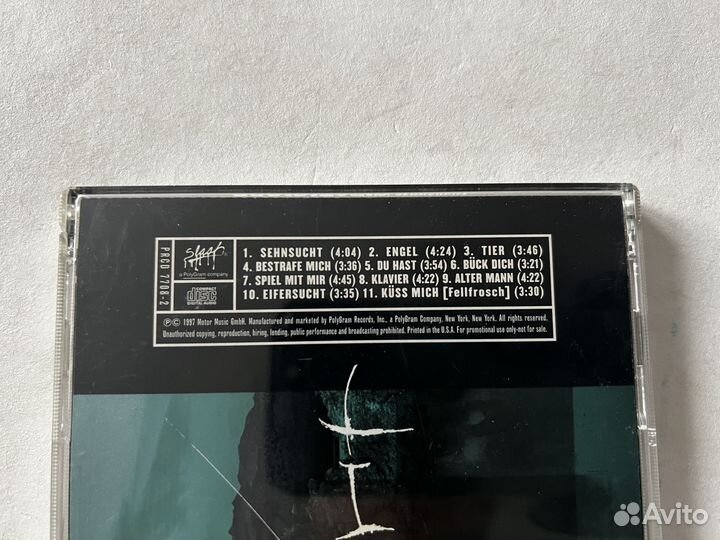 slash®
a PolyGram company
COMPACT
disc
DIGITAL AUDIO
PRCD 7708-2
1. SEHNSUCHT (4:04) 2. ENGEL (4:24) 3. TIER (3:46)
4. BESTRAFE MICH (3:36) 5. DU HAST (3:54) 6. BÜCK DICH (3:21)
7. SPIEL MIT MIR (4:45) 8. KLAVIER (4:22) 9. ALTER MANN (4:22)
10. EIFERSUCHT (3:35) 11. KÜSS MICH [Fellfrosch] (3:30)
℗© 1997 Motor Music GmbH. Manufactured and marketed by PolyGram Records, Inc., a PolyGram Company, New York, New York. All rights reserved.
Unauthorized copying, reproduction, hiring, lending, public performance and broadcasting prohibited. Printed in the U.S.A. For promotional use only-not for sale.
Avito